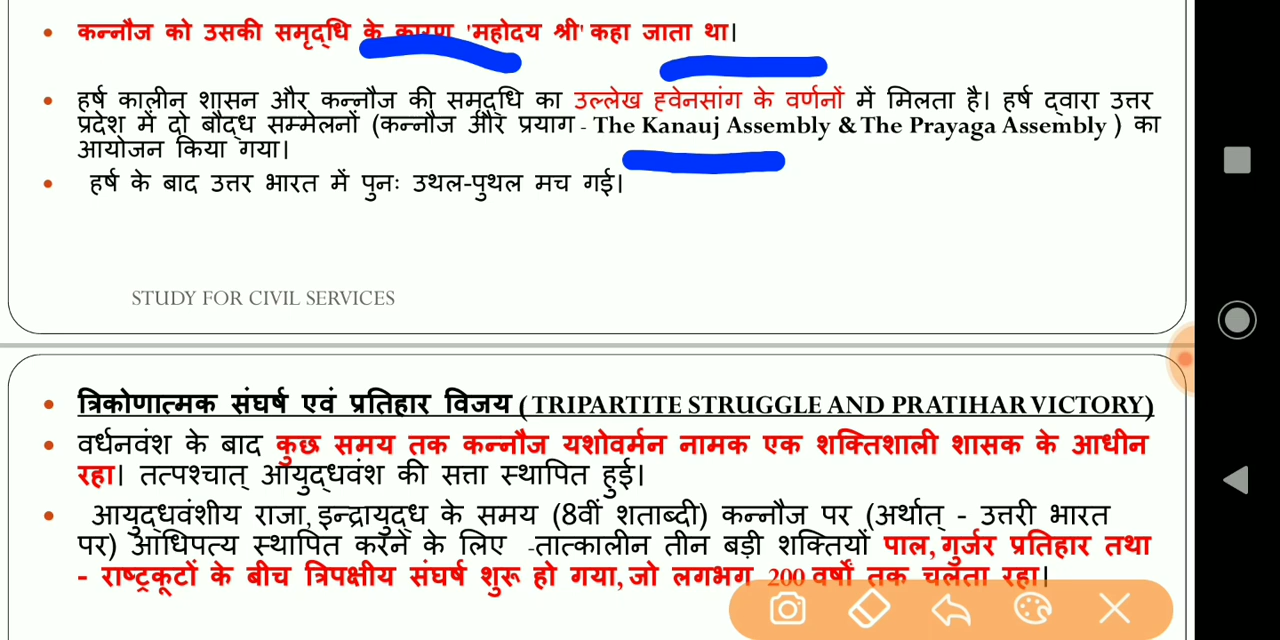 कन्नौज को उसकी समृद्धि के कारण 'महोदय श्री' कहा जाता था।
हर्ष कालीन शासन और कन्नौज की समृद्धि का उल्लेख ह्वेनसांग के वर्णनों में मिलता है। हर्ष द्वारा उत्तर
प्रदेश में दो बौद्ध सम्मेलनों (कन्नौज और प्रयाग - The Kanauj Assembly & The Prayaga Assembly ) का
आयोजन किया गया।
हर्ष के बाद उत्तर भारत में पुनः उथल-पुथल मच गई।
STUDY FOR CIVIL SERVICES
त्रिकोणात्मक संघर्ष एवं प्रतिहार विजय ( TRIPARTITE STRUGGLE AND PRATIHAR VICTORY)
वर्धनवंश के बाद कुछ समय तक कन्नौज यशोवर्मन नामक एक शक्तिशाली शासक के आधीन
रहा। तत्पश्चात् आयुद्धवंश की सत्ता स्थापित हुई।
आयुद्धवंशीय राजा, इन्द्रायुद्ध के समय (8वीं शताब्दी) कन्नौज पर (अर्थात् - उत्तरी भारत
पर) आधिपत्य स्थापित करने के लिए -तात्कालीन तीन बड़ी शक्तियों पाल, गुर्जर प्रतिहार तथा
- राष्ट्रकूटों के बीच त्रिपक्षीय संघर्ष शुरू हो गया, जो लगभग 200 वर्षों तक चलता रहा।